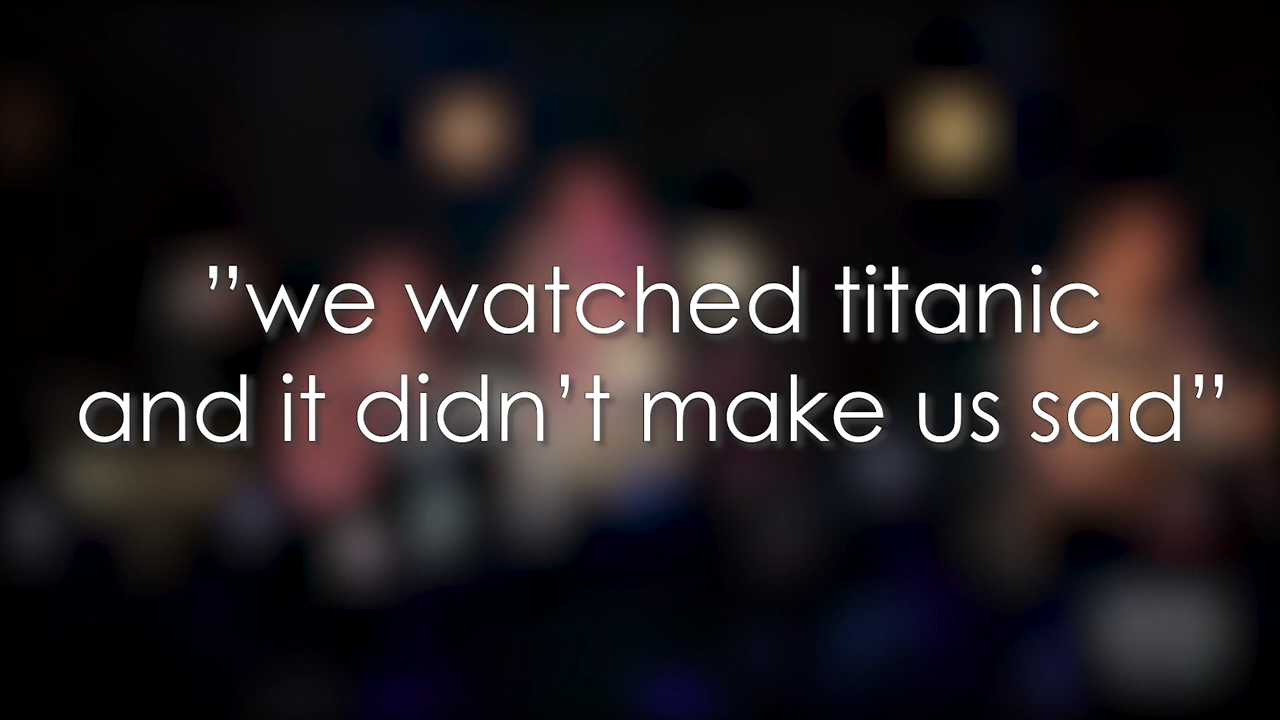 ”we watched titanic
and it didn’t make us sad”